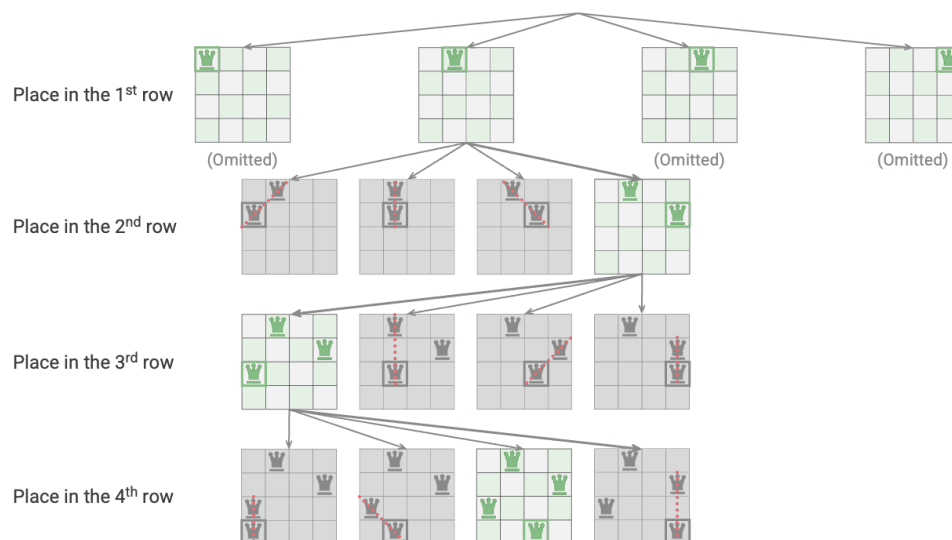 Place in the 1st row
(Omitted)
(Omitted)
(Omitted)
Place in the 2nd row
Place in the 3rd row
Place in the 4th row